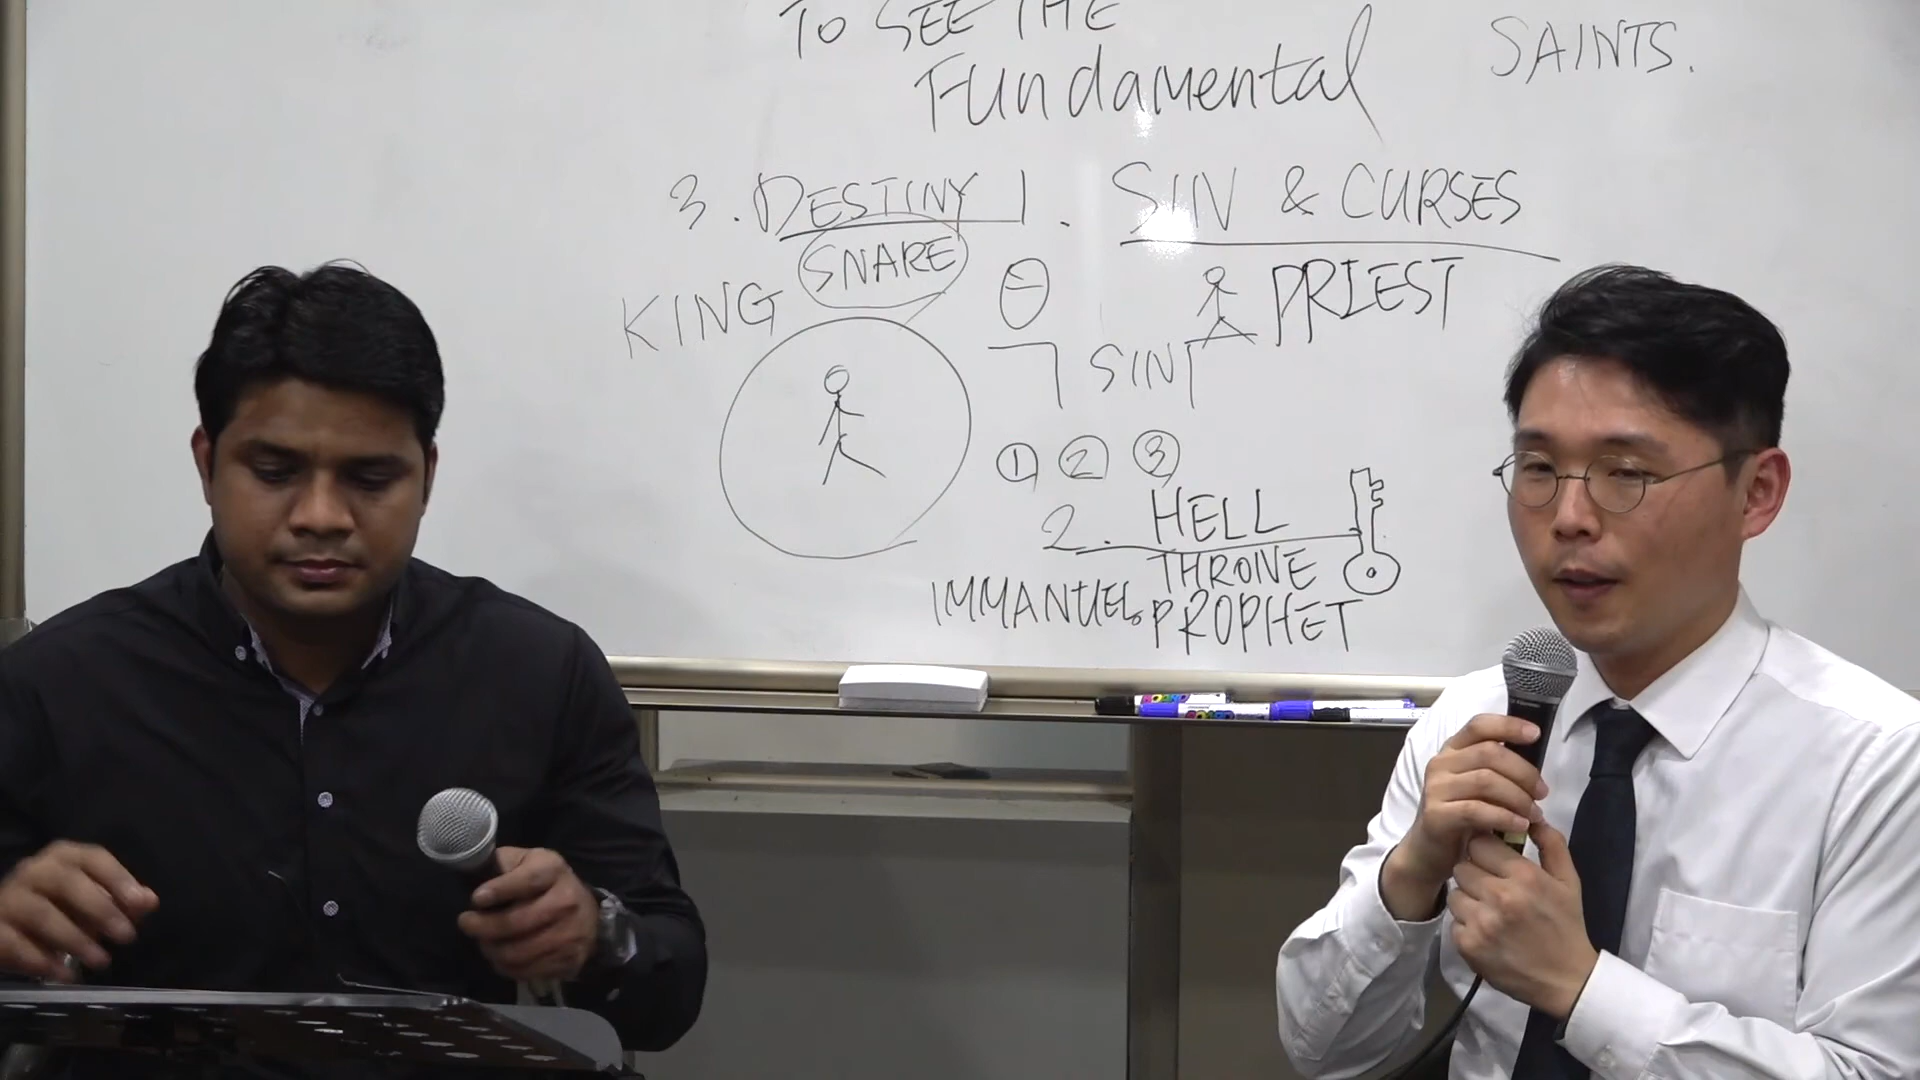 TO SEE THE
Fundamental
SAINTS.
3. DESTINY
1. SIN & CURSES
SNARE
KING
PRIEST
SIN
① ② ③
2. HELL
THRONE
IMMANUEL
PROPHET